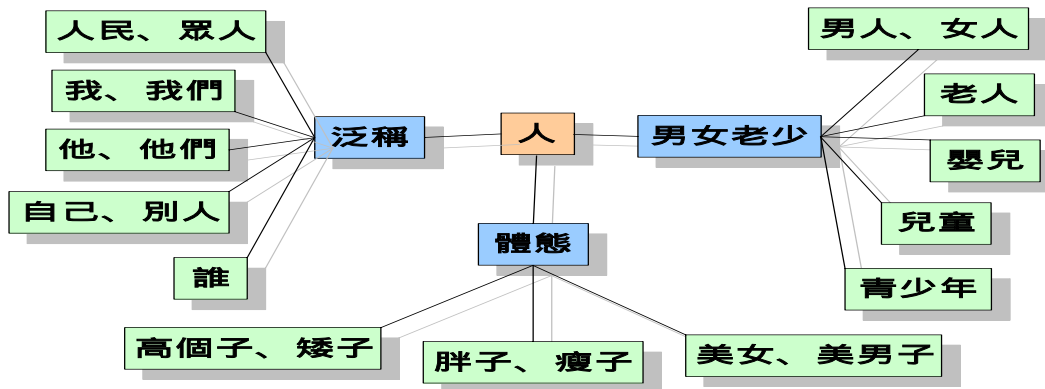 人民、眾人
我、我們
他、他們
自己、別人
誰
泛稱
人
男女老少
男人、女人
老人
嬰兒
兒童
青少年
體態
高個子、矮子
胖子、瘦子
美女、美男子